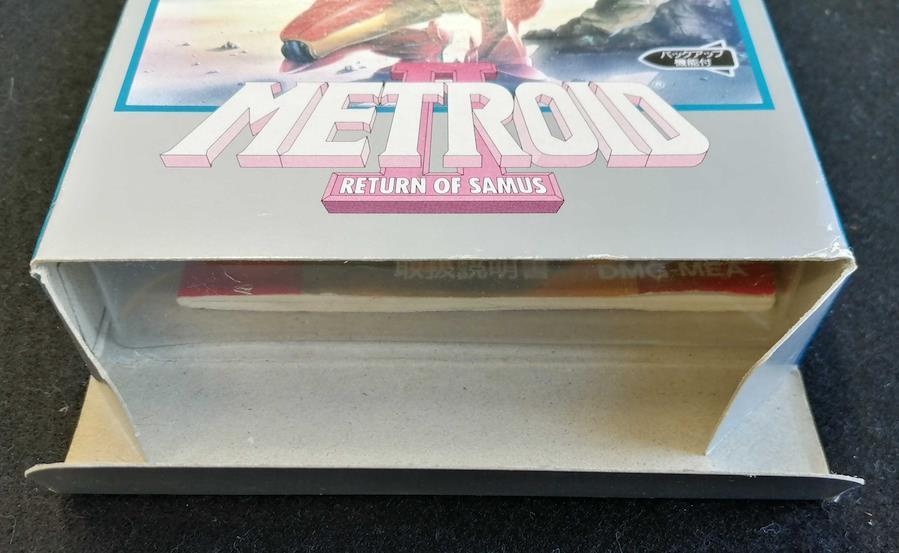 バックアップ
機能付
II
METROID®
RETURN OF SAMUS
取扱説明書 DMG-MEA